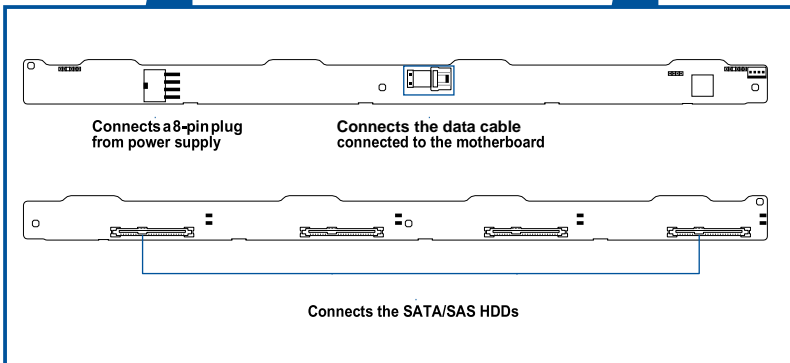 Connects a 8-pin plug
from power supply
Connects the data cable
connected to the motherboard
Connects the SATA/SAS HDDs